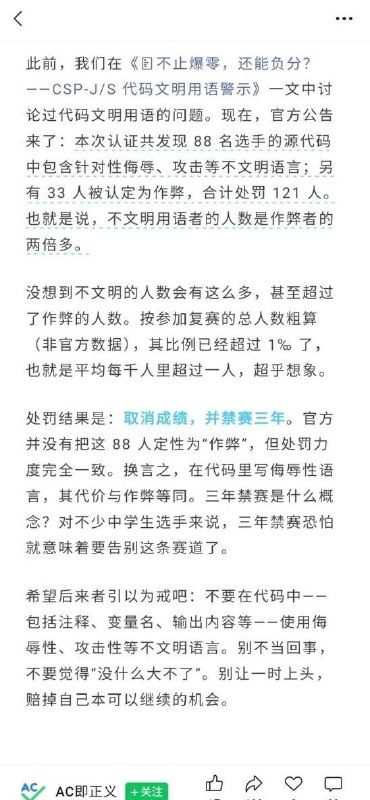 此前，我们在《不止爆零，还能负分？
——CSP-J/S 代码文明用语警示》一文中讨
论过代码文明用语的问题。现在，官方公告
来了：本次认证共发现 88 名选手的源代码
中包含针对性侮辱、攻击等不文明语言；另
有 33 人被认定为作弊，合计处罚 121 人。
也就是说，不文明用语者的人数是作弊者的
两倍多。
没想到不文明的人数会有这么多，甚至超过
了作弊的人数。按参加复赛的总人数粗算
（非官方数据），其比例已经超过 1‰ 了，
也就是平均每千人里超过一人，超乎想象。
处罚结果是：取消成绩，并禁赛三年。官方
并没有把这 88 人定性为“作弊”，但处罚力
度完全一致。换言之，在代码里写侮辱性语
言，其代价与作弊等同。三年禁赛是什么概
念？对不少中学生选手来说，三年禁赛恐怕
就意味着要告别这条赛道了。
希望后来者引以为戒吧：不要在代码中——
包括注释、变量名、输出内容等——使用侮
辱性、攻击性等不文明语言。别不当回事，
不要觉得“没什么大不了”。别让一时上头，
赔掉自己本可以继续的机会。
AC AC即正义 +关注